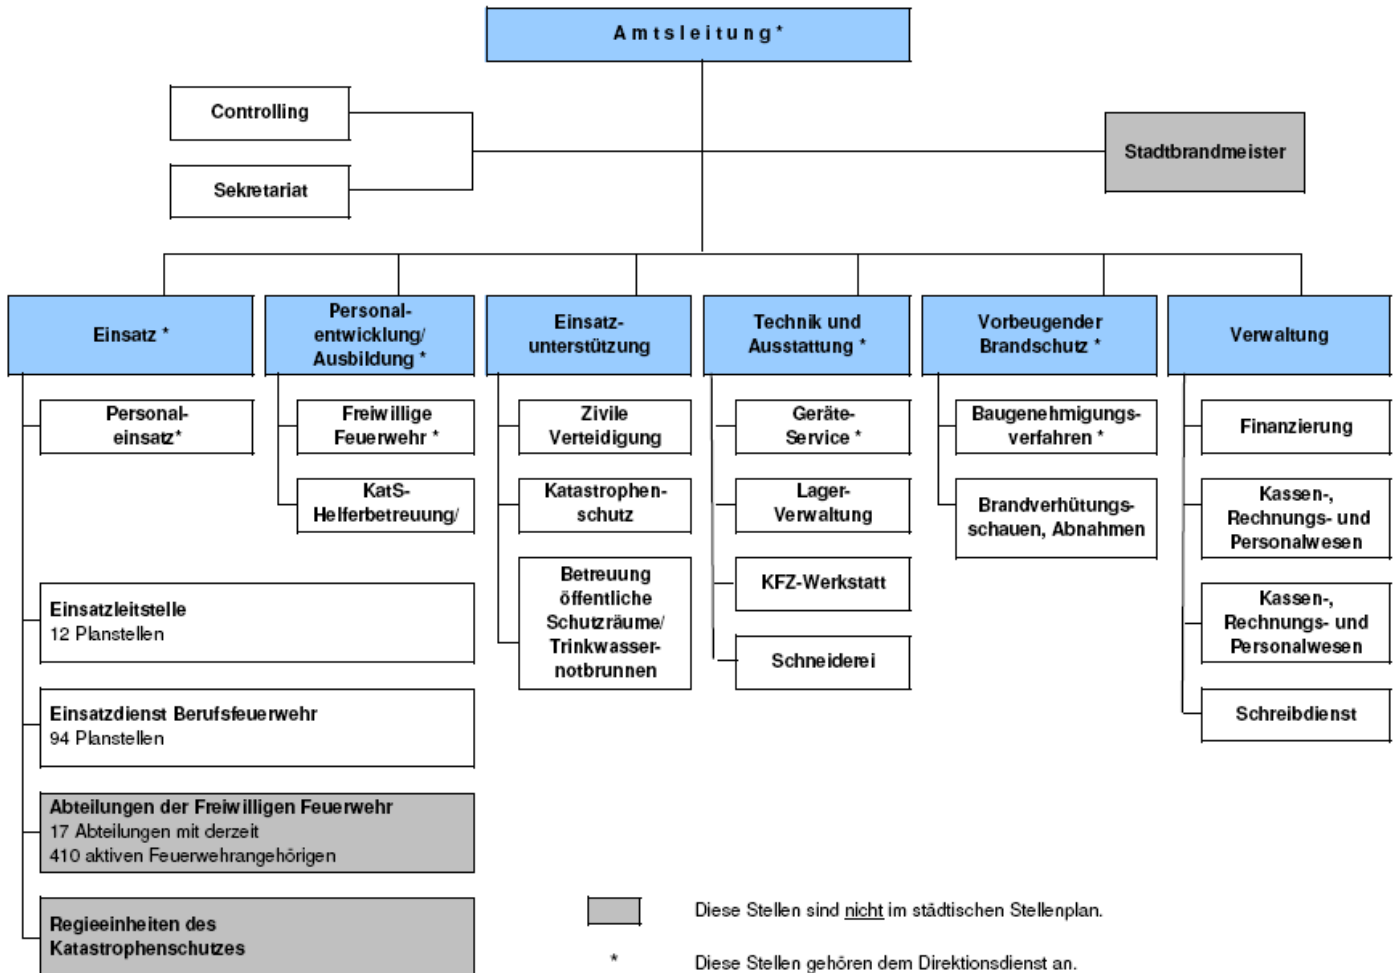 Amtsleitung*
Controlling
Sekretariat
Stadtbrandmeister
Einsatz *
Personal-
entwicklung/
Ausbildung *
Einsatz-
unterstützung
Technik und
Ausstattung *
Vorbeugender
Brandschutz *
Verwaltung
Personal-
einsatz*
Freiwillige
Feuerwehr *
KatS-
Helferbetreuung/
Zivile
Verteidigung
Katastrophen-
schutz
Betreuung
öffentliche
Schutzräume/
Trinkwasser-
notbrunnen
Geräte-
Service *
Lager-
Verwaltung
KFZ-Werkstatt
Schneiderei
Baugenehmigungs-
verfahren *
Brandverhütungs-
schauen, Abnahmen
Finanzierung
Kassen-,
Rechnungs- und
Personalwesen
Kassen-,
Rechnungs- und
Personalwesen
Schreibdienst
Einsatzleitstelle
12 Planstellen
Einsatzdienst Berufsfeuerwehr
94 Planstellen
Abteilungen der Freiwilligen Feuerwehr
17 Abteilungen mit derzeit
410 aktiven Feuerwehrangehörigen
Regieeinheiten des
Katastrophenschutzes
Diese Stellen sind nicht im städtischen Stellenplan.
* Diese Stellen gehören dem Direktionsdienst an.